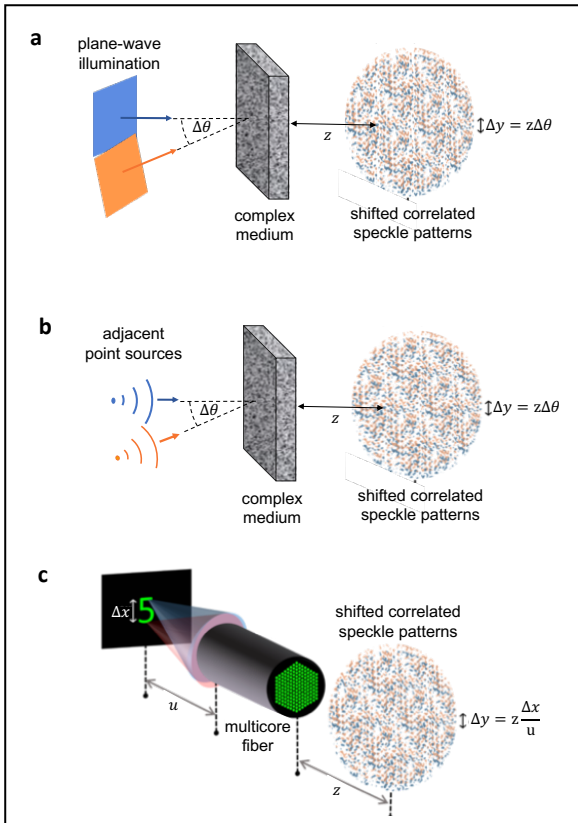 a
plane-wave
illumination
Δθ
z
Δy = zΔθ
complex
medium
shifted correlated
speckle patterns
b
adjacent
point sources
Δθ
z
Δy = zΔθ
complex
medium
shifted correlated
speckle patterns
c
Δx
5
shifted correlated
speckle patterns
u
multicore
fiber
Δy = z Δx/u
z